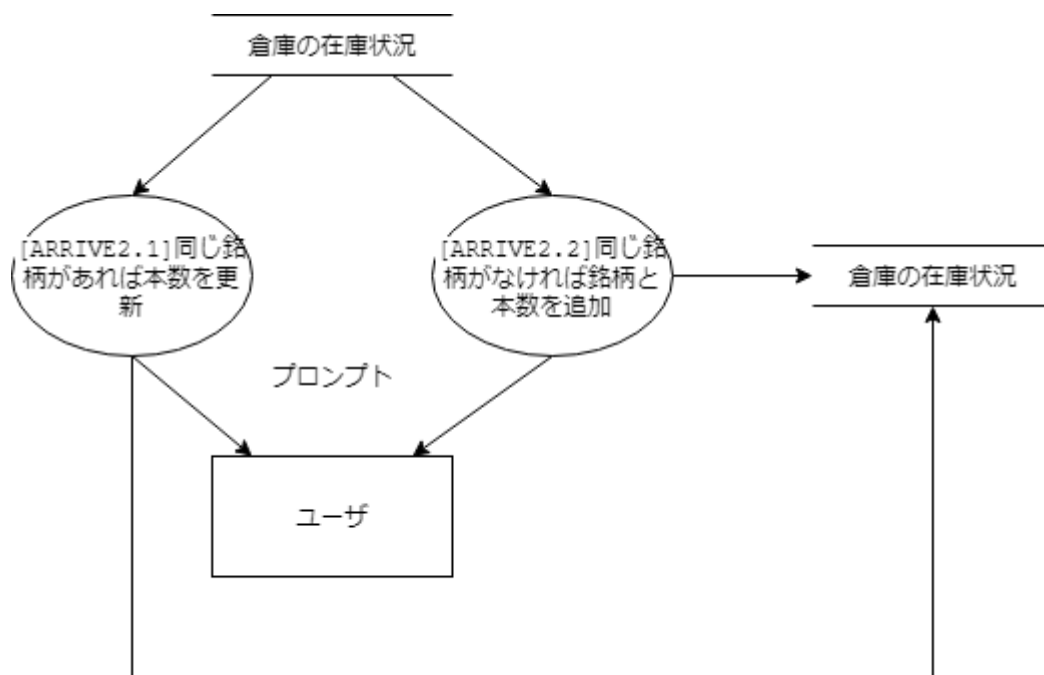 倉庫の在庫状況
[ARRIVE2.1]同じ銘
柄があれば本数を更
新
[ARRIVE2.2]同じ銘
柄がなければ銘柄と
本数を追加
倉庫の在庫状況
プロンプト
ユーザ